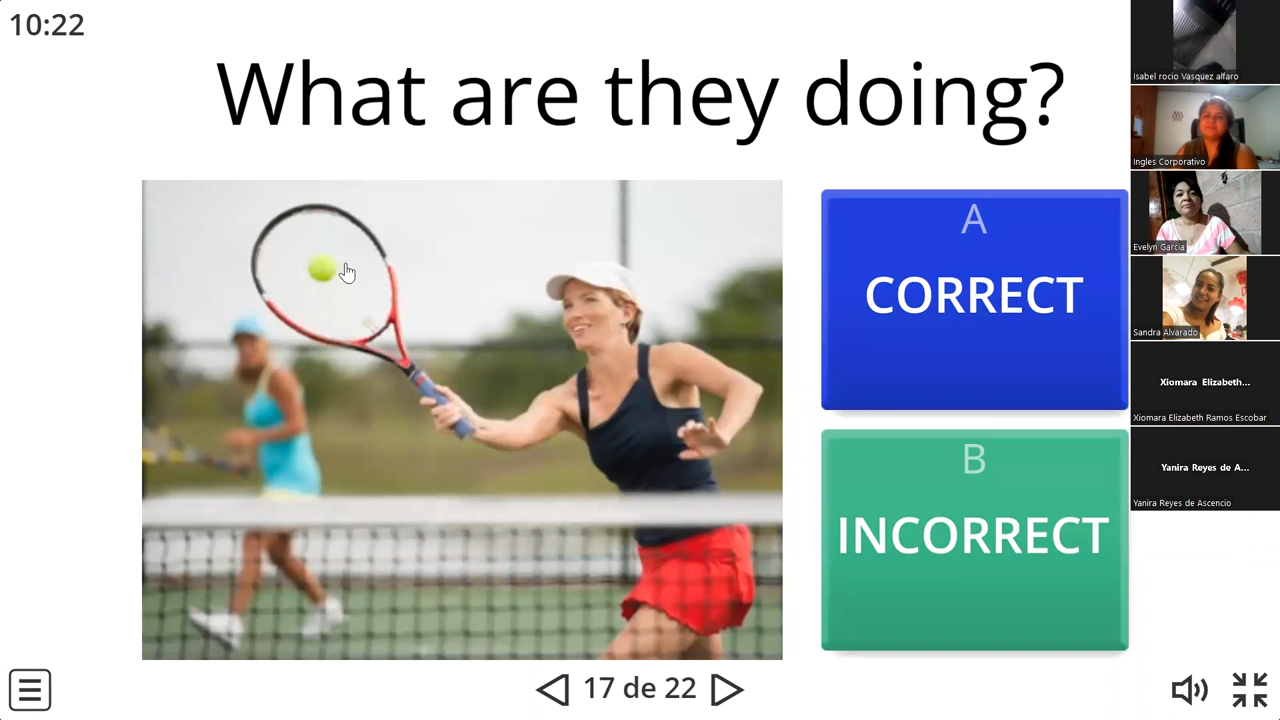 10:22
What are they doing?
A
CORRECT
B
INCORRECT
17 de 22
Isabel rocio Vasquez alfaro
Ingles Corporativo
Evelyn Garcia
Sandra Alvarado
Xiomara Elizabeth...
Xiomara Elizabeth Ramos Escobar
Yanira Reyes de A...
Yanira Reyes de Ascencio